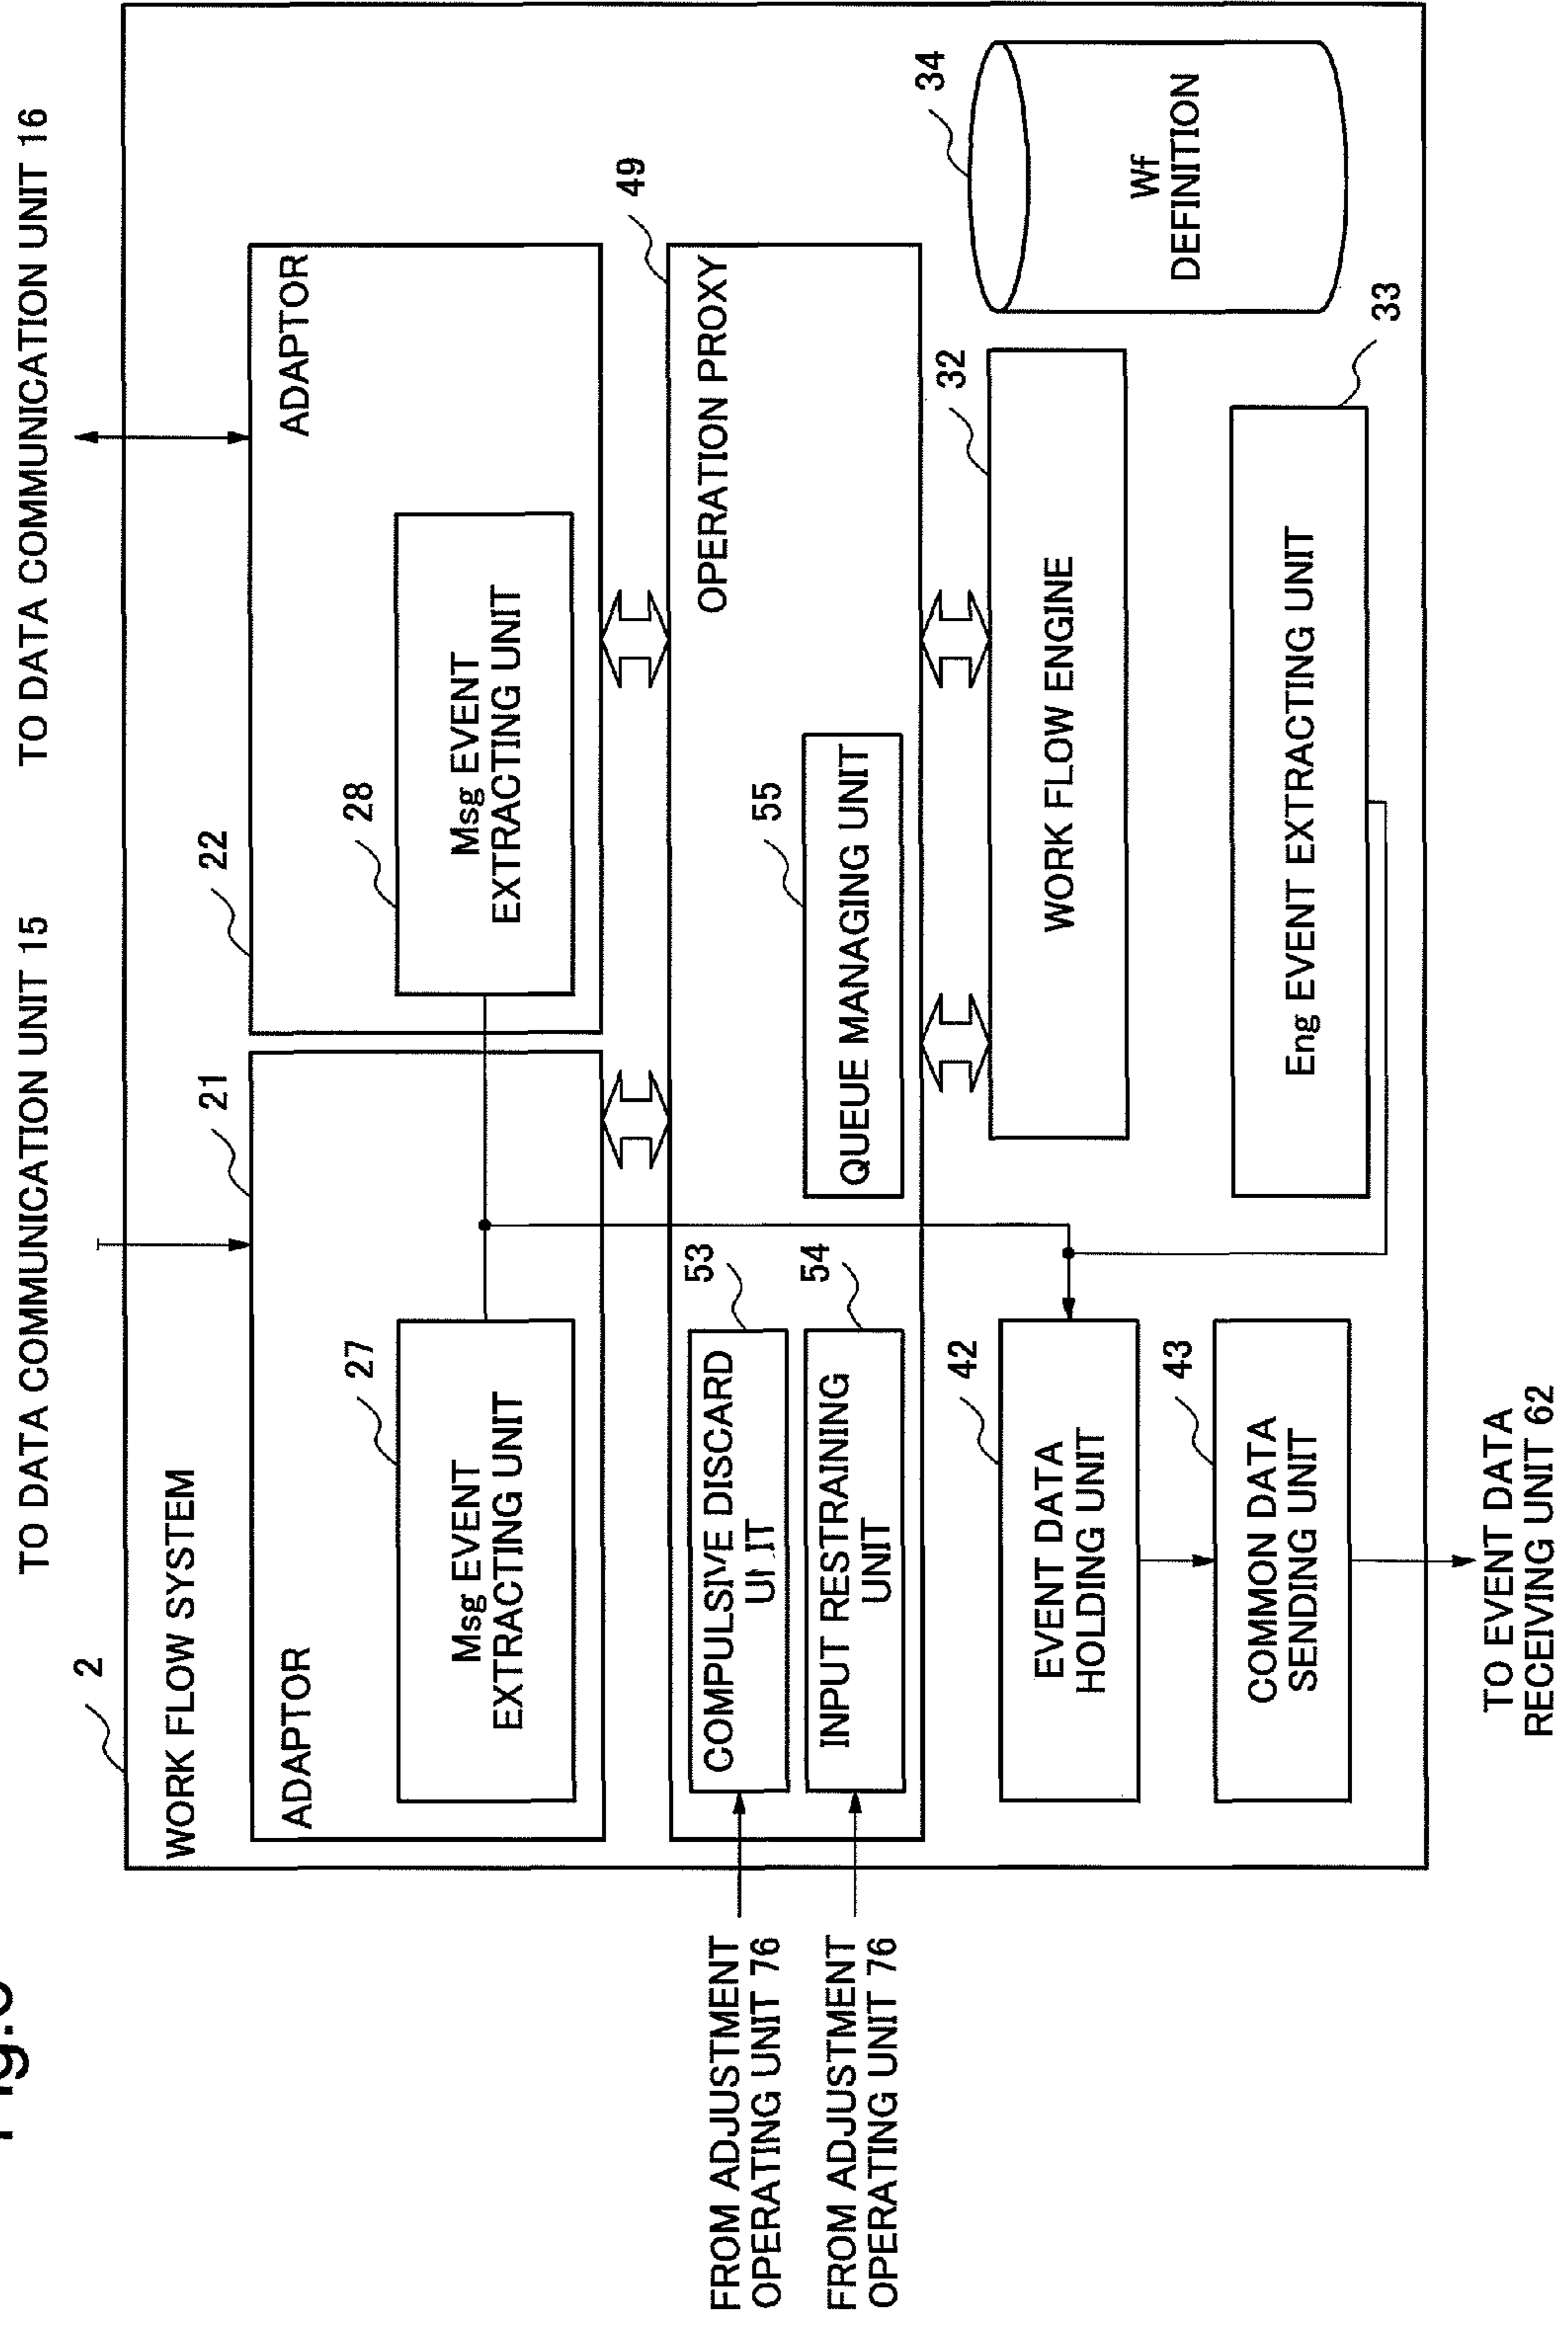 TO DATA COMMUNICATION UNIT 15
TO DATA COMMUNICATION UNIT 16
2
WORK FLOW SYSTEM
21
22
ADAPTOR
ADAPTOR
27
28
Msg EVENT
EXTRACTING UNIT
Msg EVENT
EXTRACTING UNIT
49
OPERATION PROXY
FROM ADJUSTMENT
OPERATING UNIT 76
53
COMPULSIVE DISCARD
UNIT
FROM ADJUSTMENT
OPERATING UNIT 76
54
INPUT RESTRAINING
UNIT
55
QUEUE MANAGING UNIT
42
EVENT DATA
HOLDING UNIT
32
WORK FLOW ENGINE
34
Wf
DEFINITION
43
COMMON DATA
SENDING UNIT
33
Eng EVENT EXTRACTING UNIT
TO EVENT DATA
RECEIVING UNIT 62